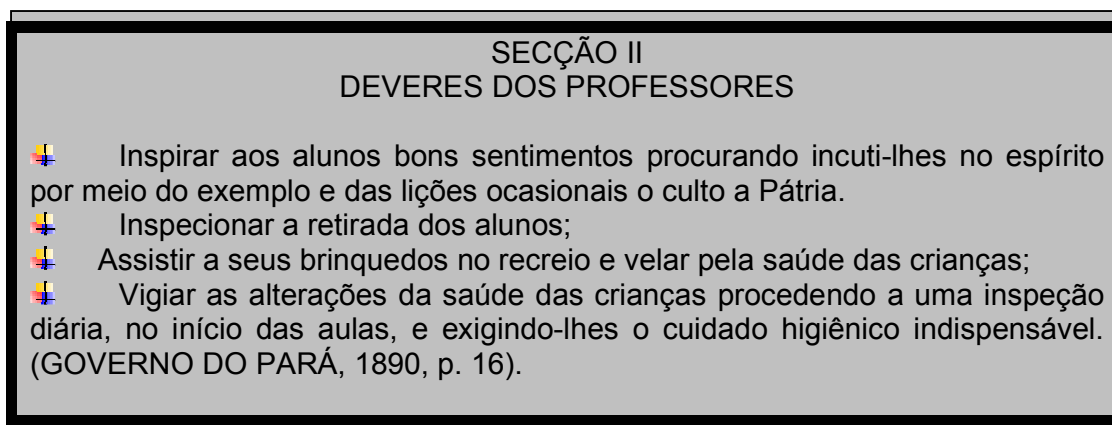 SECÇÃO II
DEVERES DOS PROFESSORES
Inspirar aos alunos bons sentimentos procurando incuti-lhes no espírito
por meio do exemplo e das lições ocasionais o culto a Pátria.
Inspecionar a retirada dos alunos;
Assistir a seus brinquedos no recreio e velar pela saúde das crianças;
Vigiar as alterações da saúde das crianças procedendo a uma inspeção
diária, no início das aulas, e exigindo-lhes o cuidado higiênico indispensável.
(GOVERNO DO PARÁ, 1890, p. 16).